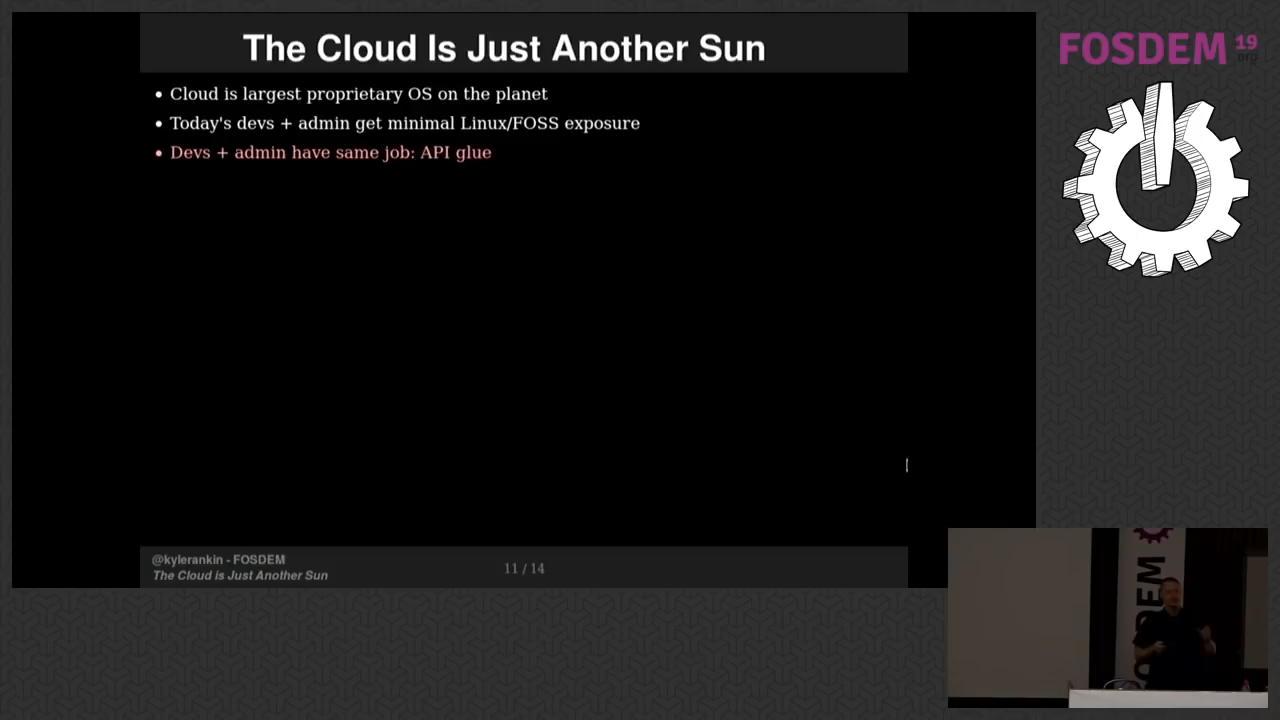 The Cloud Is Just Another Sun
• Cloud is largest proprietary OS on the planet
• Today's devs + admin get minimal Linux/FOSS exposure
• Devs + admin have same job: API glue
@kylerankin - FOSDEM
The Cloud is Just Another Sun
11 / 14
FOSDEM 19
.org